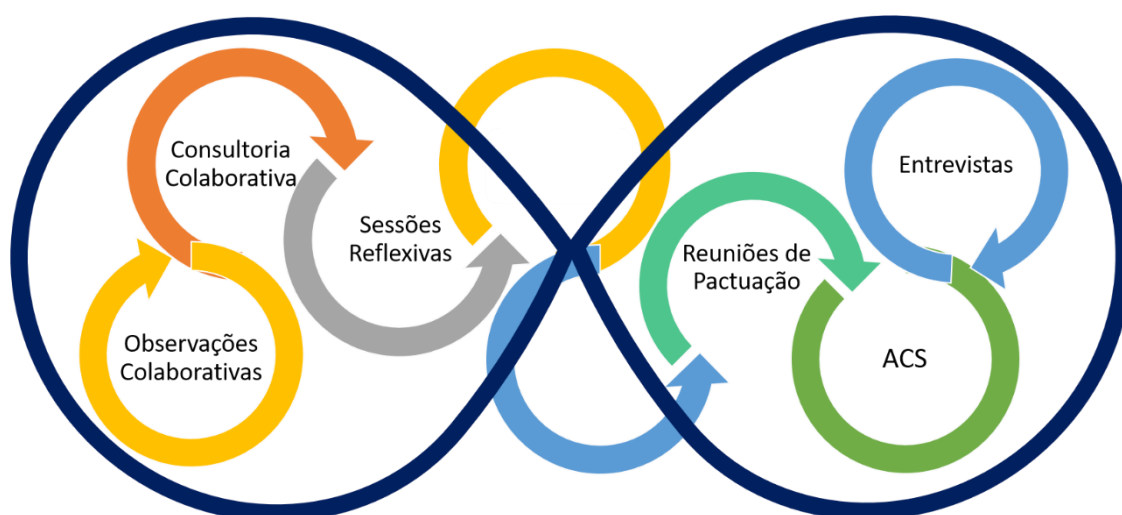 Consultoria
Colaborativa
Observações
Colaborativas
Sessões
Reflexivas
Reuniões de
Pactuação
Entrevistas
ACS